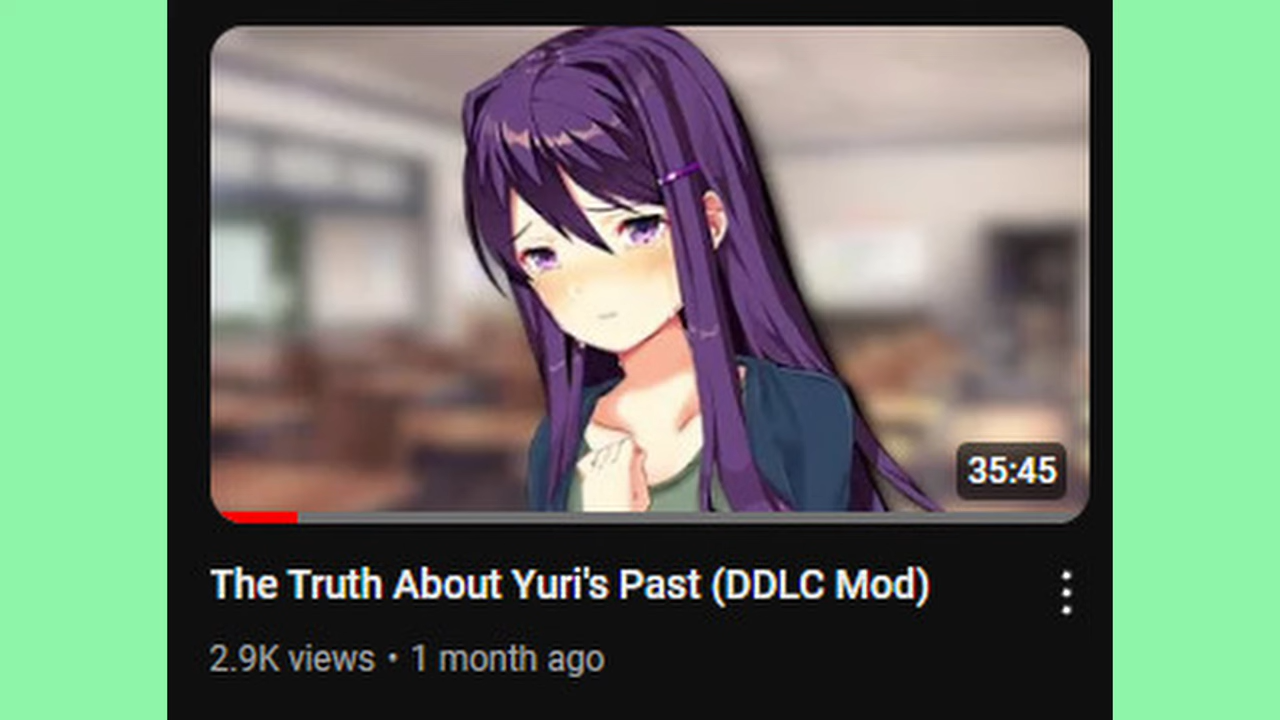 35:45
The Truth About Yuri's Past (DDLC Mod)
2.9K views • 1 month ago